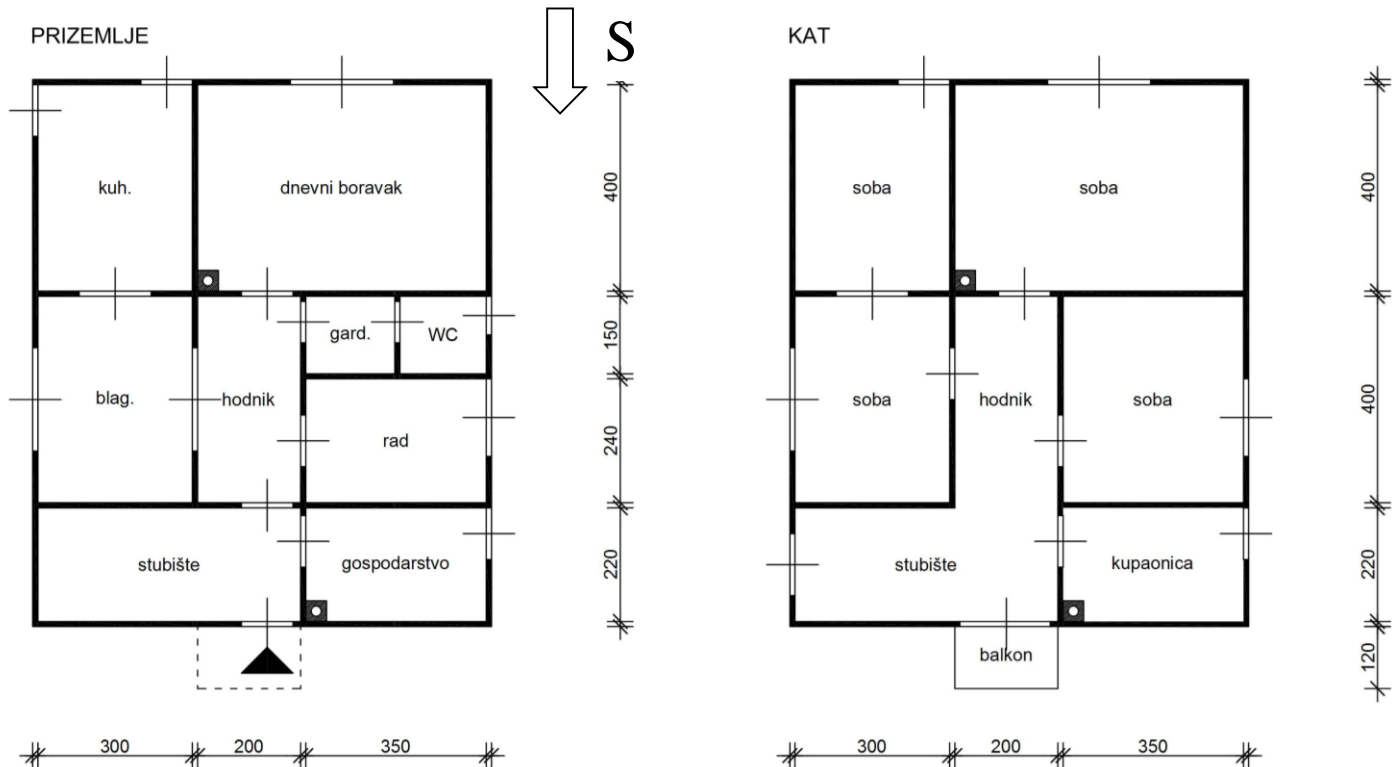 PRIZEMLJE
S
KAT
kuh.
dnevni boravak
400
soba
soba
400
gard.
WC
150
blag.
hodnik
rad
240
soba
hodnik
soba
400
stubište
gospodarstvo
220
stubište
kupaonica
220
balkon
120
300
200
350
300
200
350